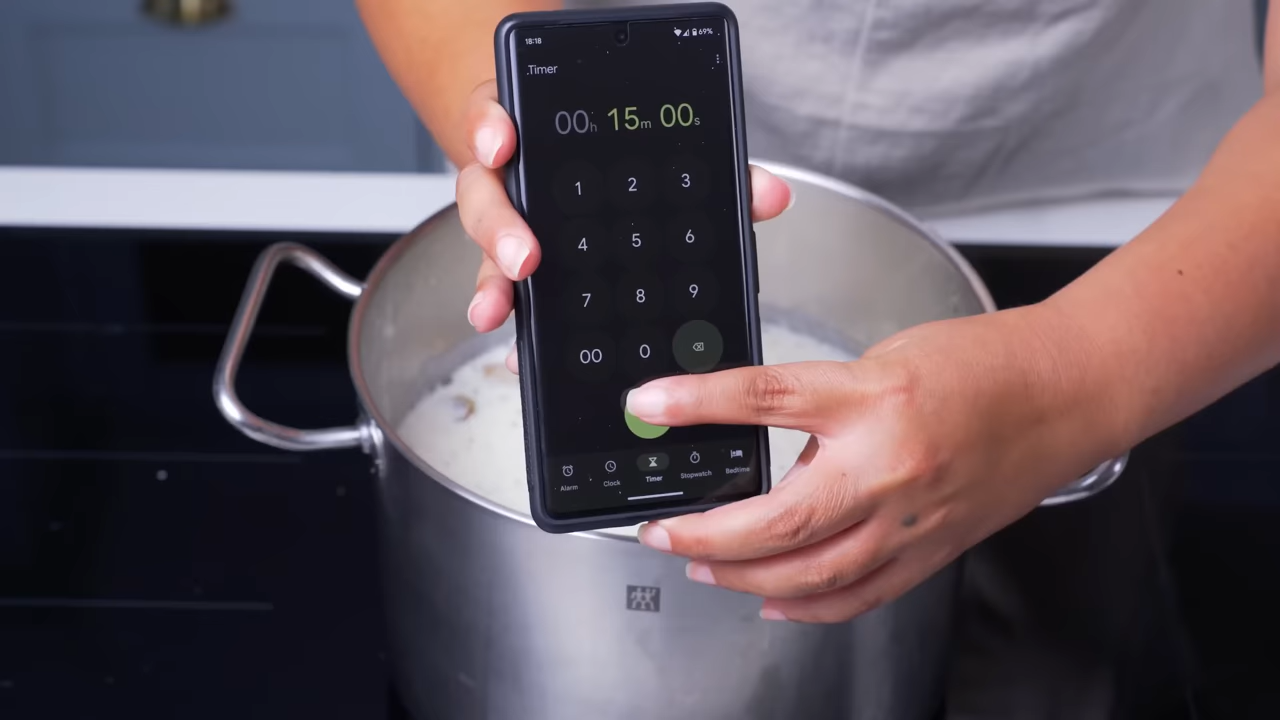 18:18 69%
Timer
00h 15m 00s
1 2 3
4 5 6
7 8 9
00 0
Alarm Clock Timer Stopwatch Bedtime